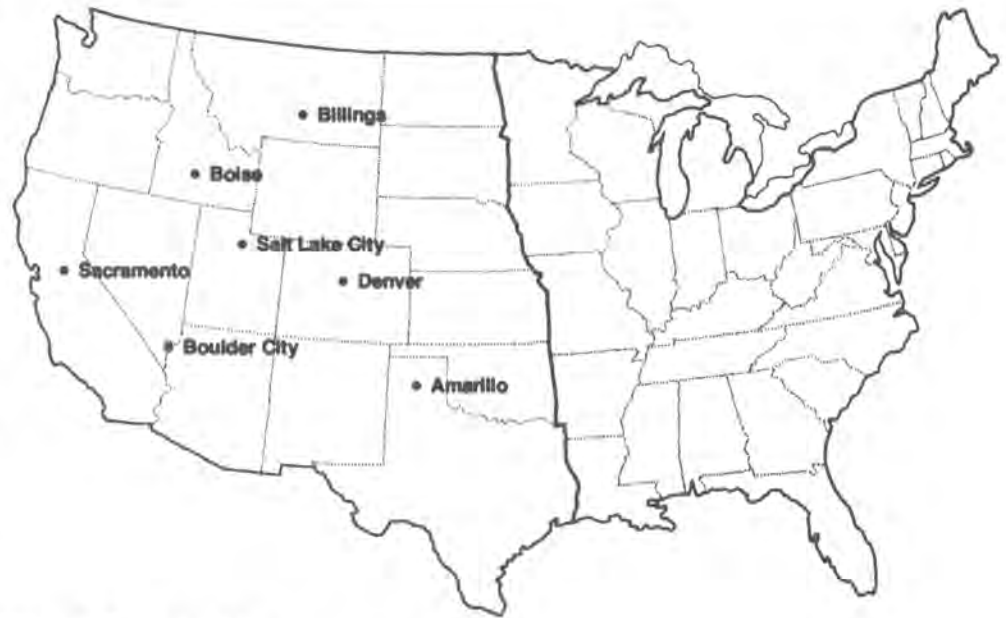 Billings
Boise
Salt Lake City
Sacramento
Denver
Boulder City
Amarillo